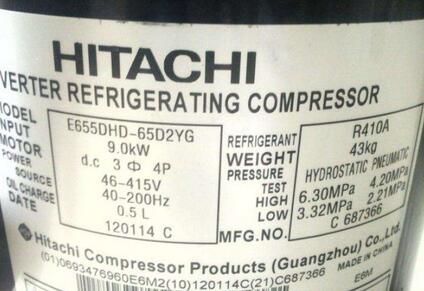 HITACHI
VERTER REFRIGERATING COMPRESSOR
MODEL E655DHD-65D2YG
INPUT 9.0kW
MOTOR d.c 3 Φ 4P
POWER 46-415V
SOURCE 40-200Hz
OIL CHARGE 0.5 L
DATE 120114 C
REFRIGERANT R410A
WEIGHT 43kg
PRESSURE HYDROSTATIC PNEUMATIC
TEST
HIGH 6.30MPa 4.20MPa
LOW 3.32MPa 2.21MPa
MFG.NO. C 687366
Hitachi Compressor Products (Guangzhou) Co.,Ltd.
(01)0693476960E6M2(10)120114C(21)C687366 MADE IN CHINA
E6M